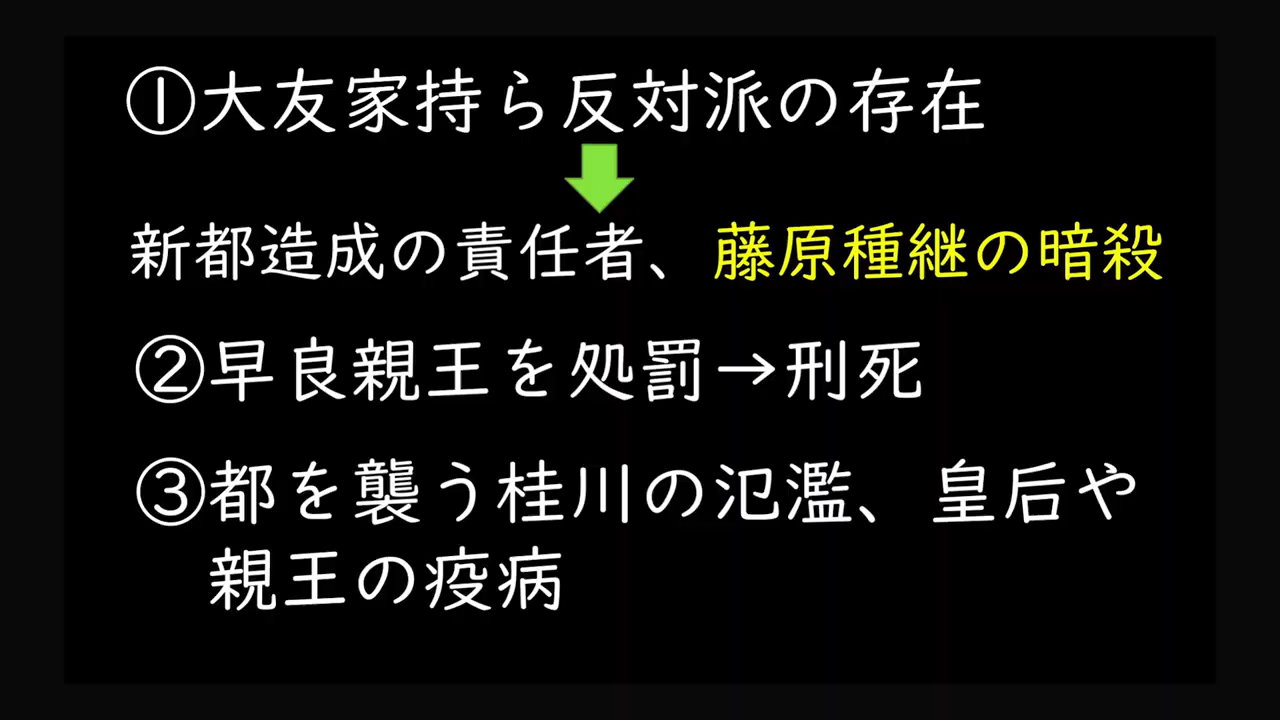 ①大友家持ら反対派の存在
新都造成の責任者、藤原種継の暗殺
②早良親王を処罰→刑死
③都を襲う桂川の氾濫、皇后や
親王の疫病